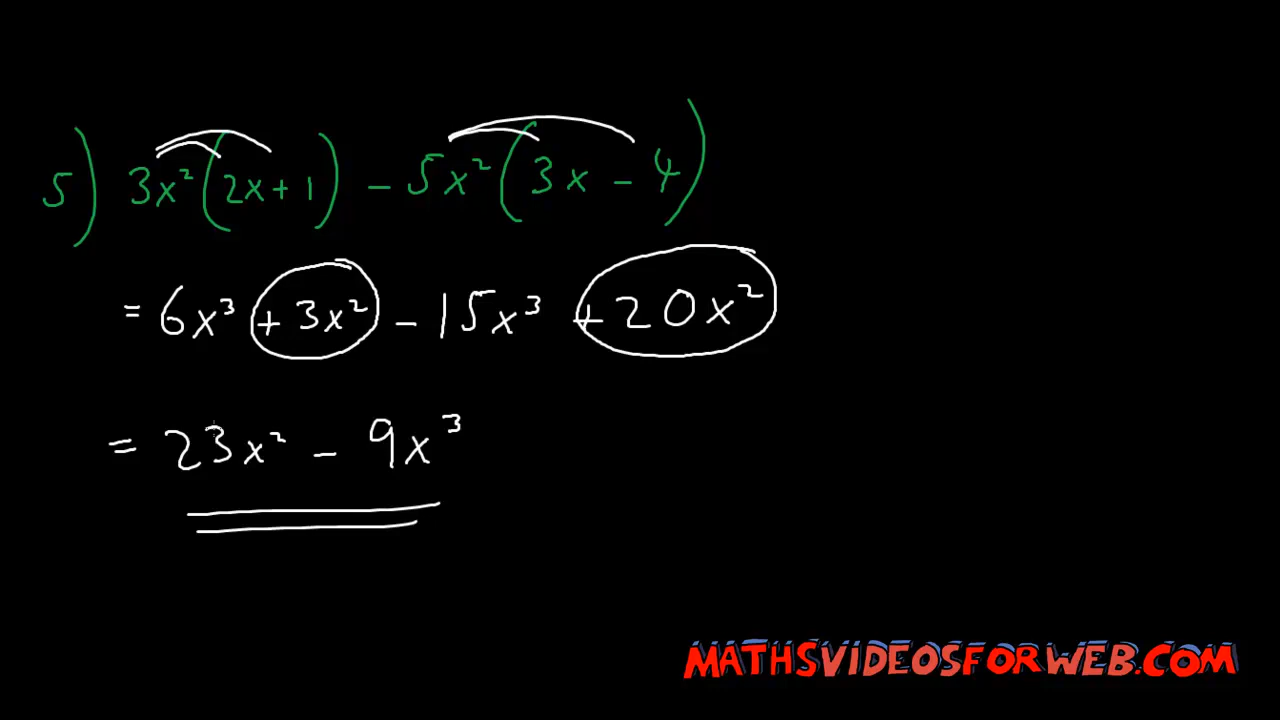 5) 3x²(2x+1) - 5x²(3x - 4)
= 6x³ + 3x² - 15x³ + 20x²
= 23x² - 9x³
MATHSVIDEOSFORWEB.COM